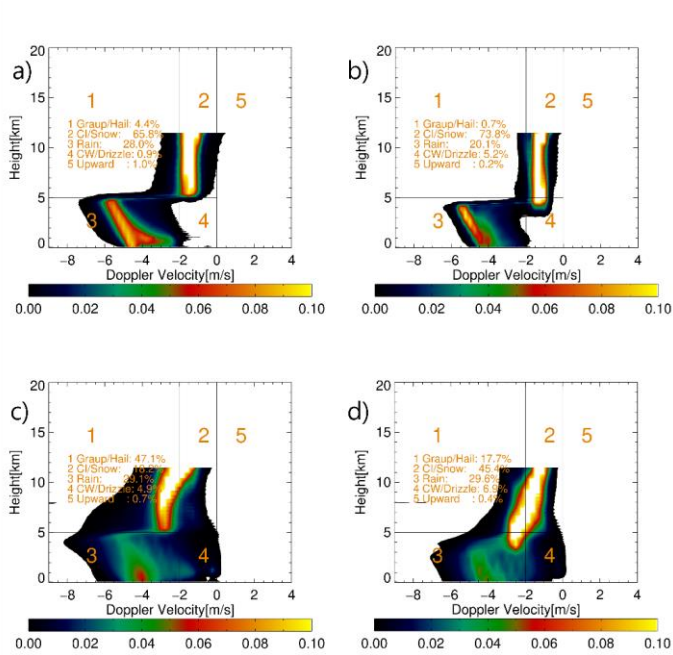 a)
20
15
10
5
0
Height[km]
1
2
5
1 Graup/Hail: 4.4%
2 CI/Snow: 65.8%
3 Rain: 28.0%
4 CW/Drizzle: 0.9%
5 Upward : 1.0%
3
4
−8 −6 −4 −2 0 2 4
Doppler Velocity[m/s]
0.00 0.02 0.04 0.06 0.08 0.10
b)
20
15
10
5
0
Height[km]
1
2
5
1 Graup/Hail: 0.7%
2 CI/Snow: 73.8%
3 Rain: 20.1%
4 CW/Drizzle: 5.2%
5 Upward : 0.2%
3
4
−8 −6 −4 −2 0 2 4
Doppler Velocity[m/s]
0.00 0.02 0.04 0.06 0.08 0.10
c)
20
15
10
5
0
Height[km]
1
2
5
1 Graup/Hail: 47.1%
2 CI/Snow: 18.2%
3 Rain: 29.1%
4 CW/Drizzle: 4.9%
5 Upward : 0.7%
3
4
−8 −6 −4 −2 0 2 4
Doppler Velocity[m/s]
0.00 0.02 0.04 0.06 0.08 0.10
d)
20
15
10
5
0
Height[km]
1
2
5
1 Graup/Hail: 17.7%
2 CI/Snow: 45.4%
3 Rain: 29.6%
4 CW/Drizzle: 6.9%
5 Upward : 0.4%
3
4
−8 −6 −4 −2 0 2 4
Doppler Velocity[m/s]
0.00 0.02 0.04 0.06 0.08 0.10